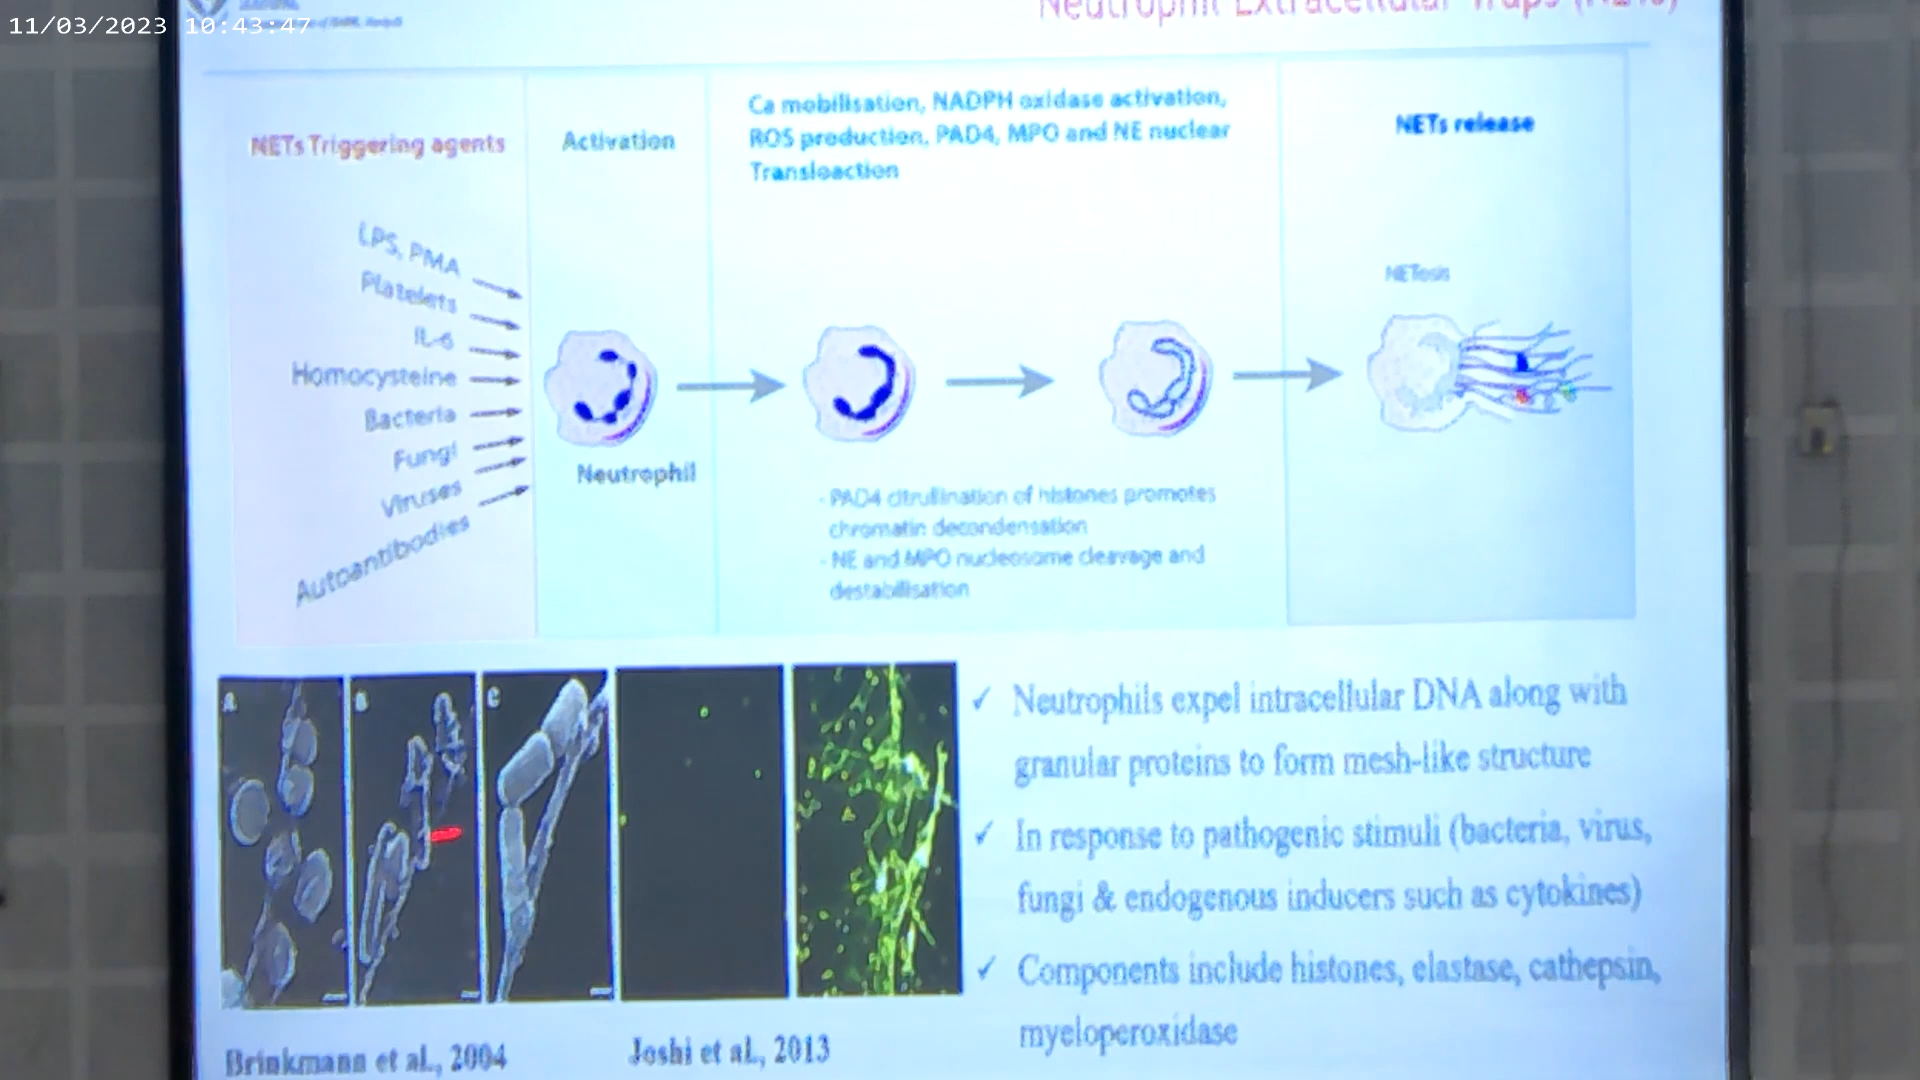 11/03/2023 10:43:47
Neutrophil Extracellular Traps (NETs)
NETs Triggering agents
Activation
Ca mobilisation, NADPH oxidase activation,
ROS production, PAD4, MPO and NE nuclear
Transloaction
NETs release
LPS, PMA
Platelets
IL-6
Homocysteine
Bacteria
Fungi
Viruses
Autoantibodies
Neutrophil
NETosis
- PAD4 citrullination of histones promotes
chromatin decondensation
- NE and MPO nucleosome cleavage and
destabilisation
A
B
C
✓ Neutrophils expel intracellular DNA along with
granular proteins to form mesh-like structure
✓ In response to pathogenic stimuli (bacteria, virus,
fungi & endogenous inducers such as cytokines)
✓ Components include histones, elastase, cathepsin,
myeloperoxidase
Brinkmann et al., 2004
Joshi et al., 2013